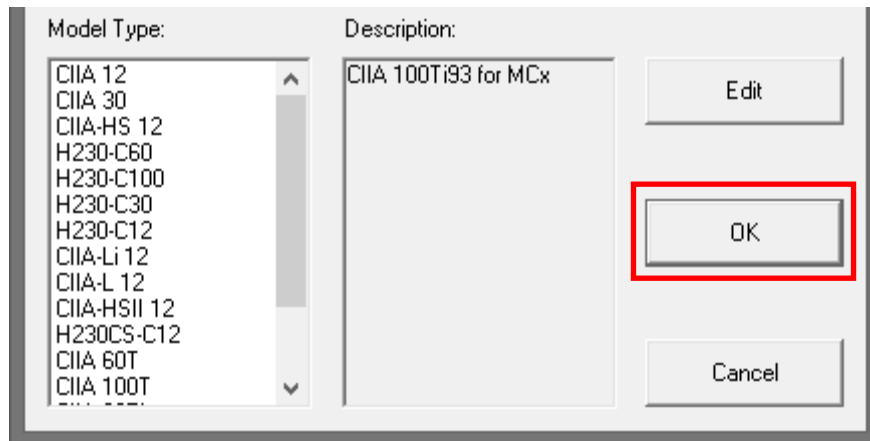 Model Type:
Description:
CIIA 12
CIIA 30
CIIA-HS 12
H230-C60
H230-C100
H230-C30
H230-C12
CIIA-Li 12
CIIA-L 12
CIIA-HSII 12
H230CS-C12
CIIA 60T
CIIA 100T
CIIA 100Ti93 for MCx
Edit
OK
Cancel